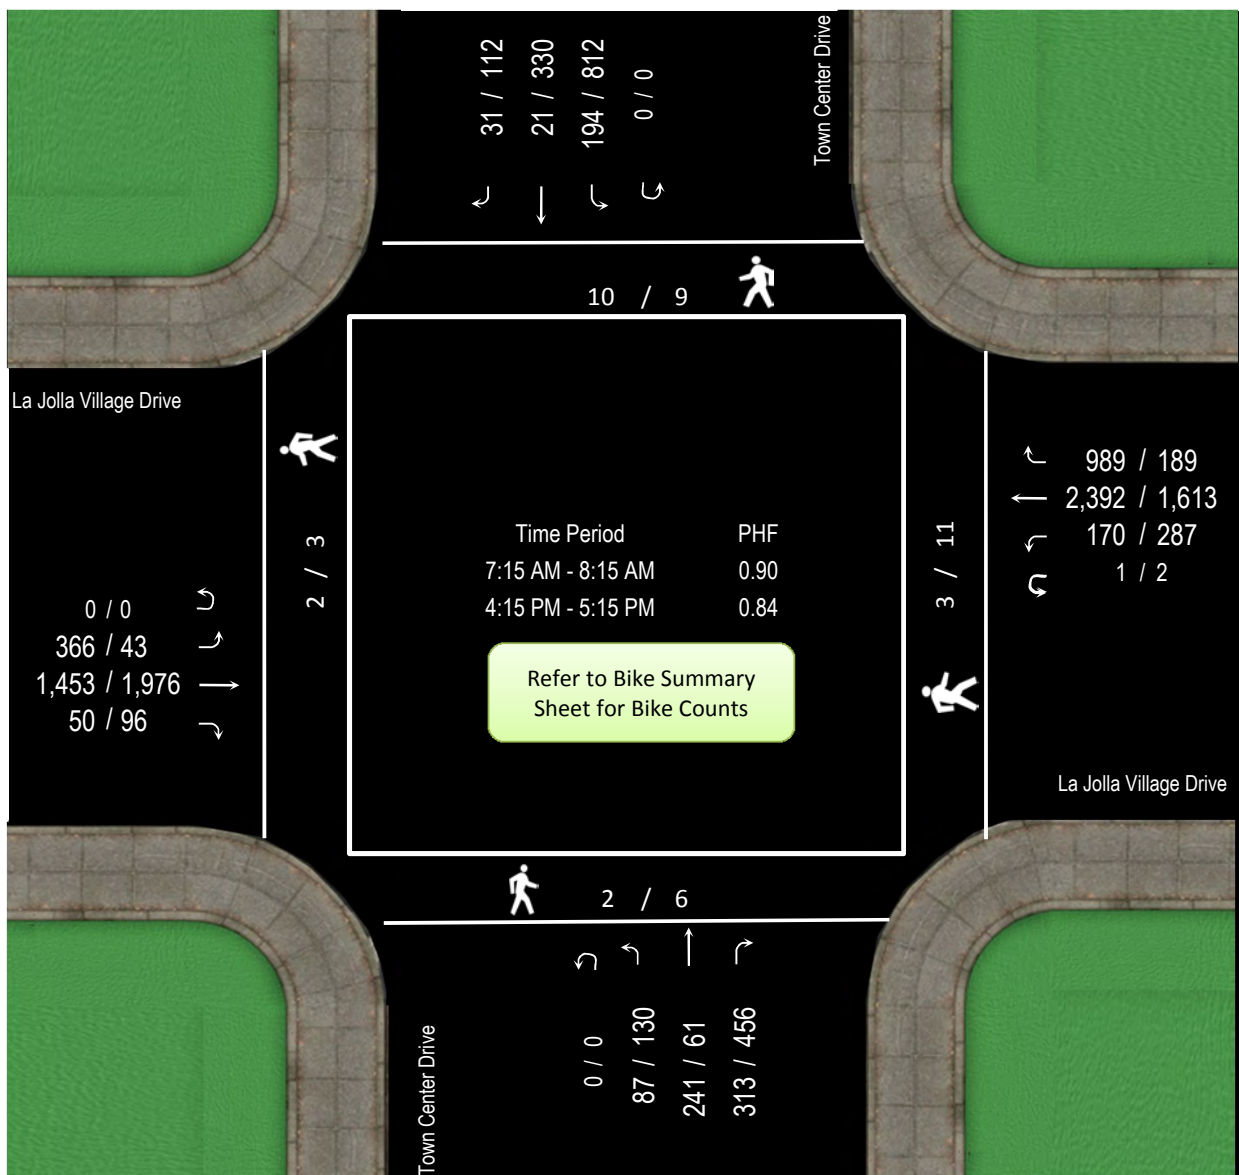 31 / 112
21 / 330
194 / 812
0 / 0
Town Center Drive
10 / 9
La Jolla Village Drive
989 / 189
2,392 / 1,613
170 / 287
1 / 2
2 / 3
Time Period PHF
7:15 AM - 8:15 AM 0.90
4:15 PM - 5:15 PM 0.84
3 / 11
0 / 0
366 / 43
1,453 / 1,976
50 / 96
Refer to Bike Summary
Sheet for Bike Counts
La Jolla Village Drive
2 / 6
Town Center Drive
0 / 0
87 / 130
241 / 61
313 / 456